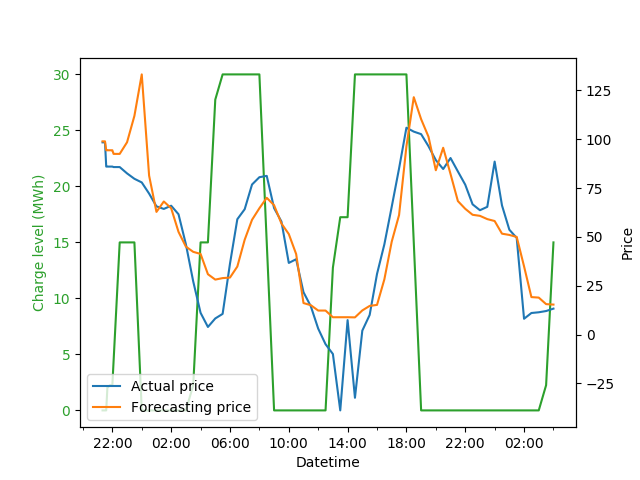 30
25
20
15
10
5
0
Charge level (MWh)
125
100
75
50
25
0
−25
Price
Actual price
Forecasting price
22:00 02:00 06:00 10:00 14:00 18:00 22:00 02:00
Datetime